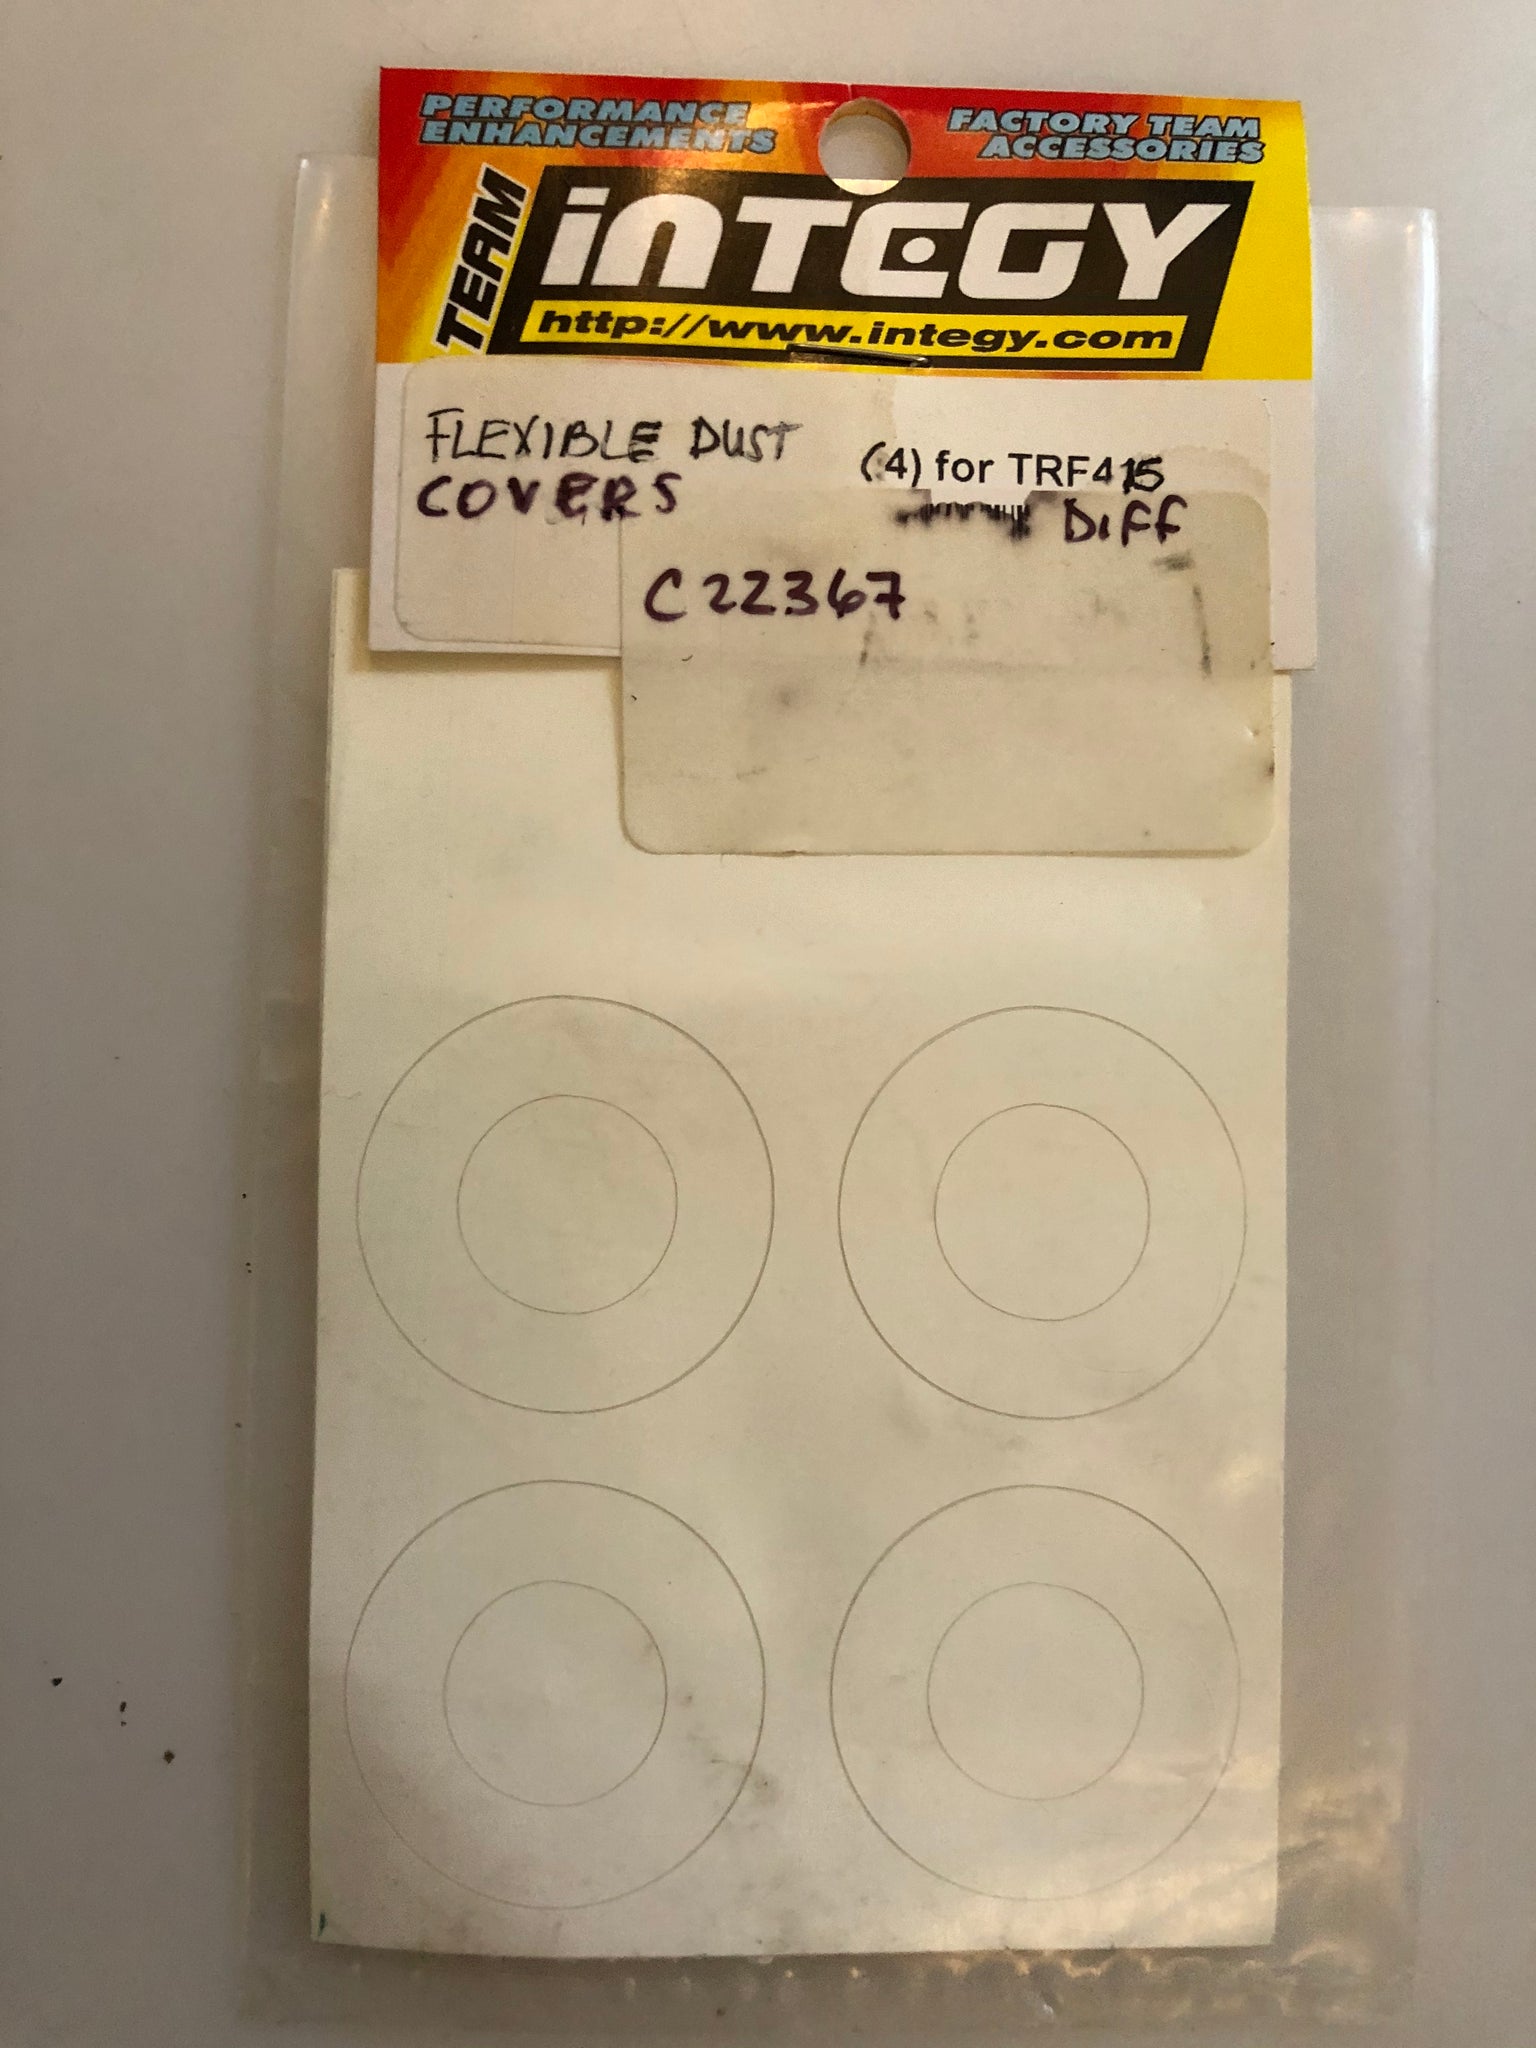 PERFORMANCE
ENHANCEMENTS
FACTORY TEAM
ACCESSORIES
TEAM
iNTEGY
http://www.integy.com
FLEXIBLE DUST
COVERS
(4) for TRF415
DIFF
C22367